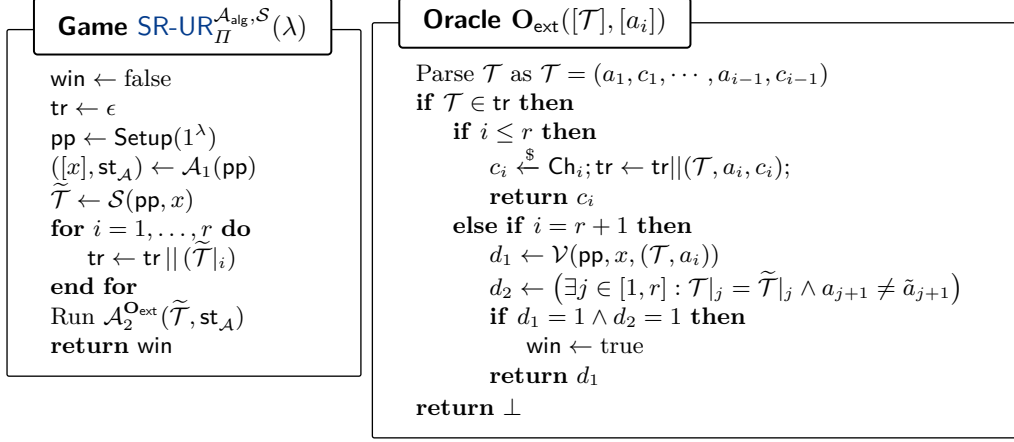 Game SR-UR_Π^{𝒜_alg,𝒮}(λ)
win ← false
tr ← ϵ
pp ← Setup(1^λ)
([x], st_𝒜) ← 𝒜_1(pp)
𝒯̃ ← 𝒮(pp, x)
for i = 1, . . . , r do
tr ← tr || (𝒯̃|_i)
end for
Run 𝒜_2^{O_ext}(𝒯̃, st_𝒜)
return win
Oracle O_ext([𝒯], [a_i])
Parse 𝒯 as 𝒯 = (a_1, c_1, ⋯ , a_{i−1}, c_{i−1})
if 𝒯 ∈ tr then
if i ≤ r then
c_i ←$ Ch_i; tr ← tr||(𝒯, a_i, c_i);
return c_i
else if i = r + 1 then
d_1 ← 𝒱(pp, x, (𝒯, a_i))
d_2 ← (∃j ∈ [1, r] : 𝒯|_j = 𝒯̃|_j ∧ a_{j+1} ≠ ã_{j+1})
if d_1 = 1 ∧ d_2 = 1 then
win ← true
return d_1
return ⊥